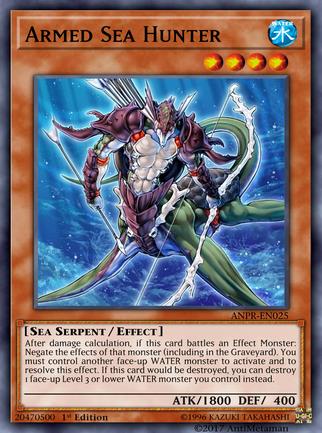 Armed Sea Hunter
WATER
水
ANPR-EN025
[Sea Serpent / Effect]
After damage calculation, if this card battles an Effect Monster:
Negate the effects of that monster (including in the Graveyard). You
must control another face-up WATER monster to activate and to
resolve this effect. If this card would be destroyed, you can destroy
1 face-up Level 3 or lower WATER monster you control instead.
ATK/1800 DEF/ 400
20470500 1st Edition ©1996 KAZUKI TAKAHASHI
©2017 AntiMetaman